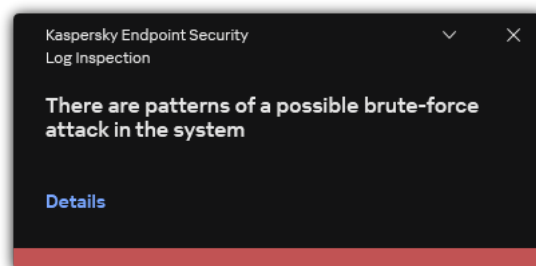 Kaspersky Endpoint Security
Log Inspection
There are patterns of a possible brute-force
attack in the system
Details